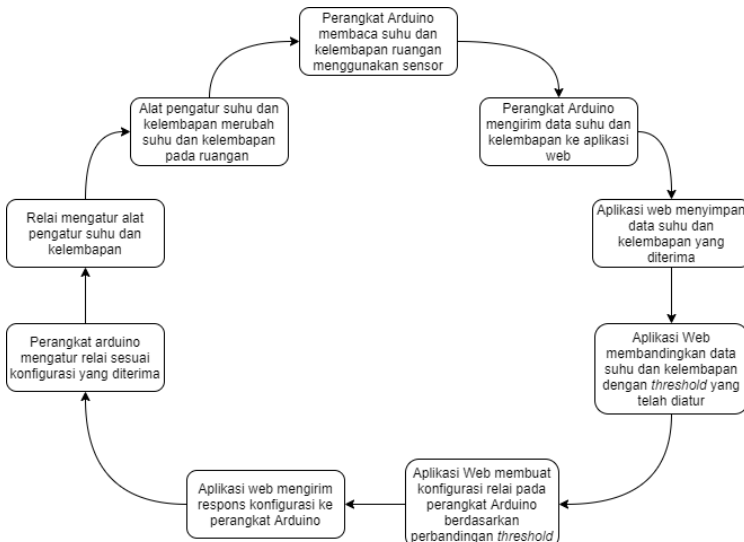 Perangkat Arduino
membaca suhu dan
kelembapan ruangan
menggunakan sensor
Perangkat Arduino
mengirim data suhu dan
kelembapan ke aplikasi
web
Aplikasi web menyimpan
data suhu dan
kelembapan yang
diterima
Aplikasi Web
membandingkan data
suhu dan kelembapan
dengan threshold yang
telah diatur
Aplikasi Web membuat
konfigurasi relai pada
perangkat Arduino
berdasarkan
perbandingan threshold
Aplikasi web mengirim
respons konfigurasi ke
perangkat Arduino
Perangkat arduino
mengatur relai sesuai
konfigurasi yang diterima
Relai mengatur alat
pengatur suhu dan
kelembapan
Alat pengatur suhu dan
kelembapan merubah
suhu dan kelembapan
pada ruangan